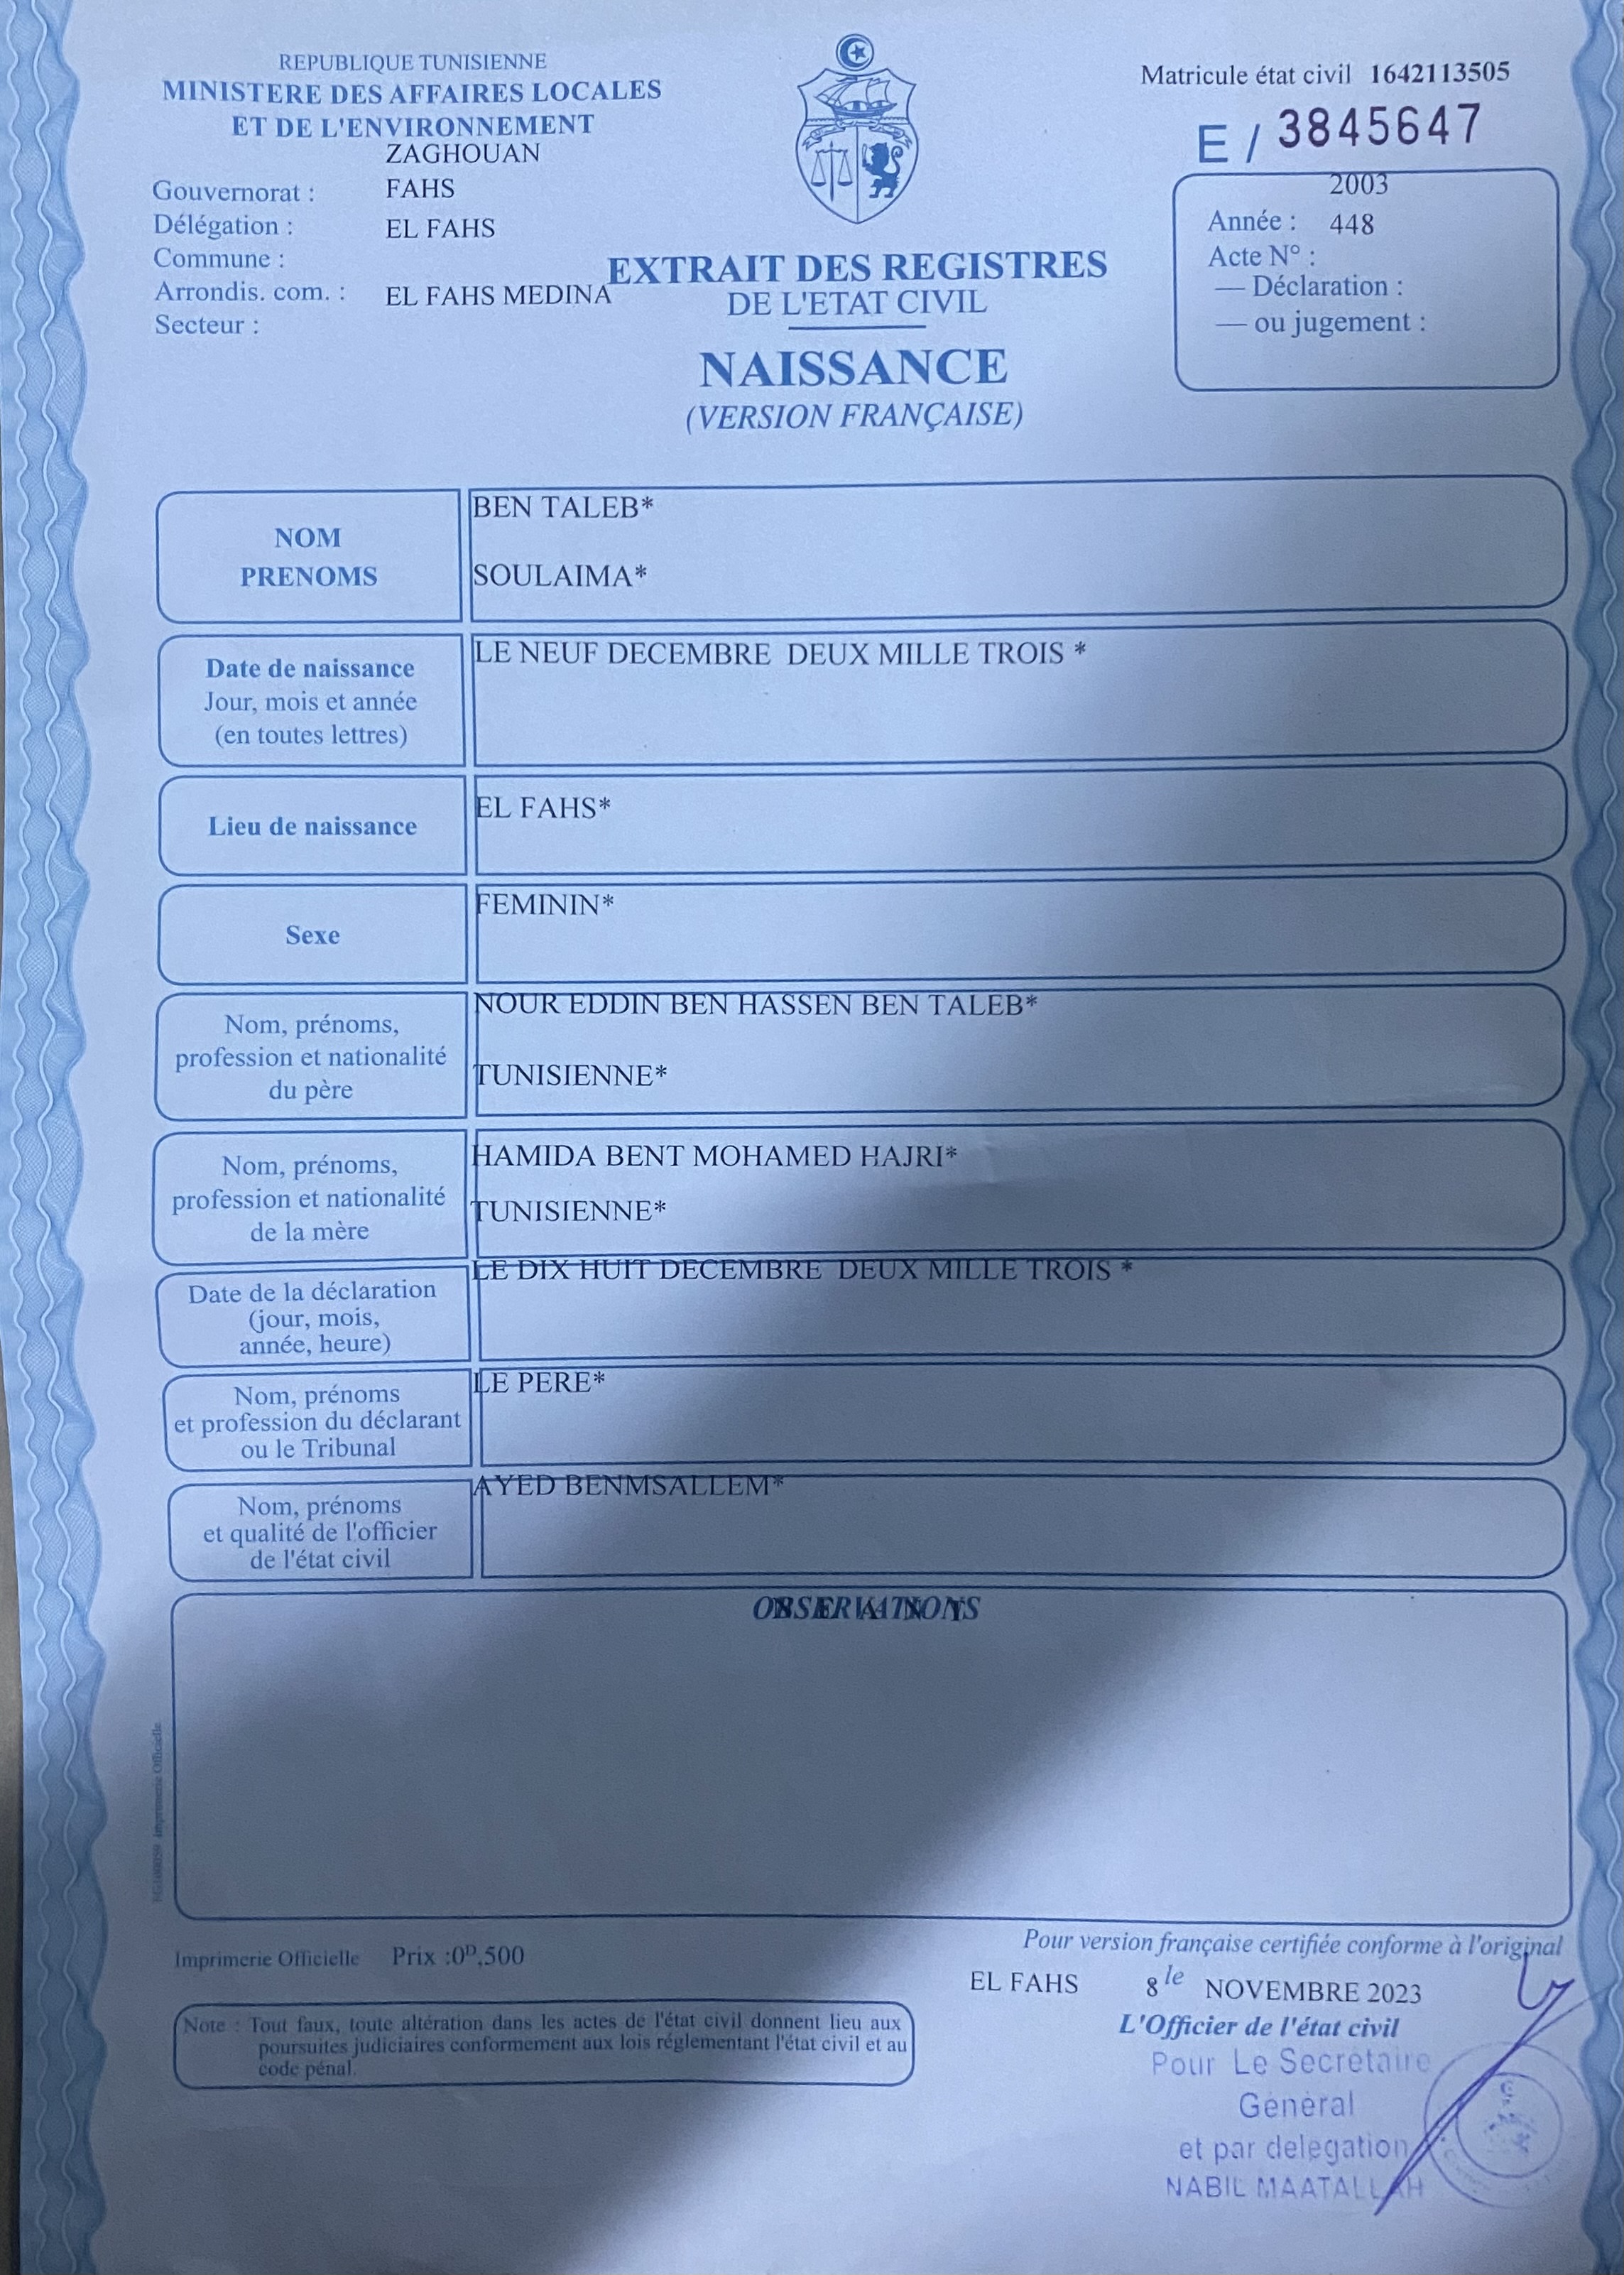 REPUBLIQUE TUNISIENNE
MINISTERE DES AFFAIRES LOCALES
ET DE L'ENVIRONNEMENT
ZAGHOUAN
Gouvernorat : FAHS
Délégation : EL FAHS
Commune :
Arrondis. com. : EL FAHS MEDINA
Secteur :
EXTRAIT DES REGISTRES
DE L'ETAT CIVIL
NAISSANCE
(VERSION FRANÇAISE)
Matricule état civil 1642113505
E / 3845647
2003
Année : 448
Acte N° :
— Déclaration :
— ou jugement :
NOM
PRENOMS
BEN TALEB*
SOULAIMA*
Date de naissance
Jour, mois et année
(en toutes lettres)
LE NEUF DECEMBRE DEUX MILLE TROIS *
Lieu de naissance
EL FAHS*
Sexe
FEMININ*
Nom, prénoms,
profession et nationalité
du père
NOUR EDDIN BEN HASSEN BEN TALEB*
TUNISIENNE*
Nom, prénoms,
profession et nationalité
de la mère
HAMIDA BENT MOHAMED HAJRI*
TUNISIENNE*
Date de la déclaration
(jour, mois,
année, heure)
LE DIX HUIT DECEMBRE DEUX MILLE TROIS *
Nom, prénoms
et profession du déclarant
ou le Tribunal
LE PERE*
Nom, prénoms
et qualité de l'officier
de l'état civil
AYED BENMSALLEM*
OBSERVATIONS
Imprimerie Officielle
Imprimerie Officielle Prix :0ᴰ,500
Note : Tout faux, toute altération dans les actes de l'état civil donnent lieu aux
poursuites judiciaires conformement aux lois réglementant l'état civil et au
code pénal.
Pour version française certifiée conforme à l'original
EL FAHS 8 le NOVEMBRE 2023
L'Officier de l'état civil
Pour Le Secrétaire
Général
et par delegation
NABIL MAATALLAH